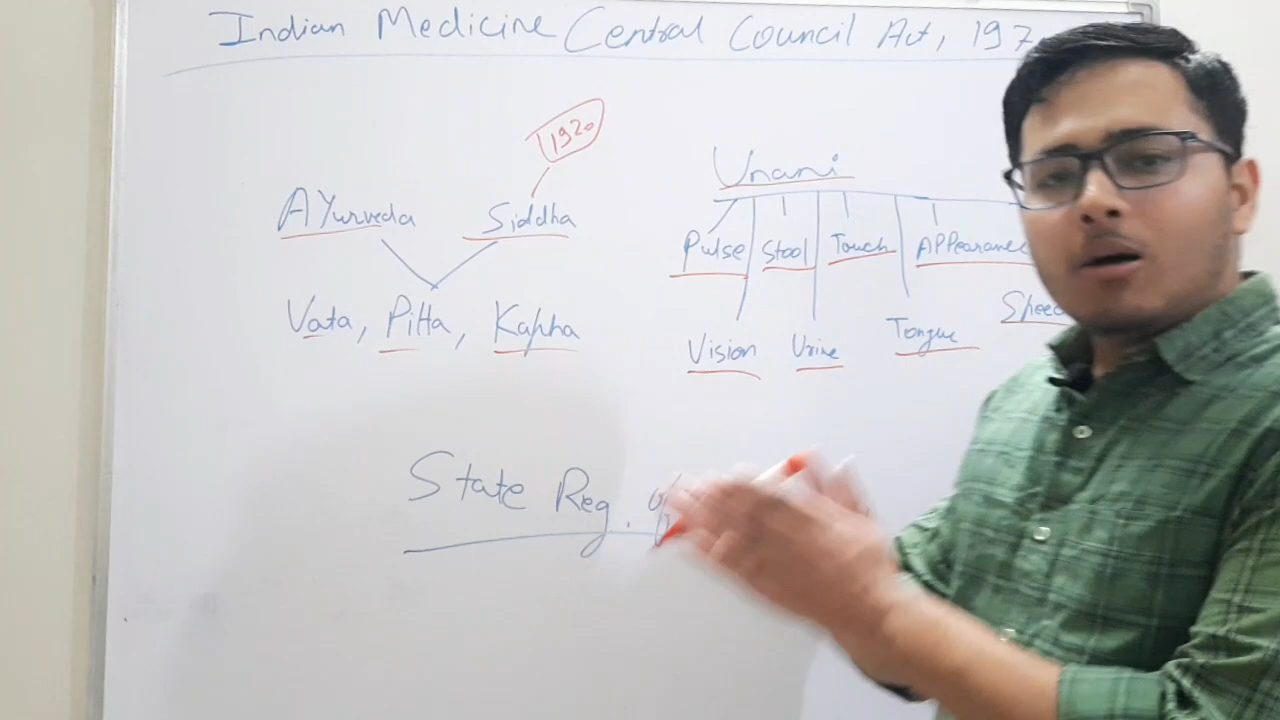 Indian Medicine Central Council Act, 197
1920
Ayurveda Siddha Unani
Pulse Stool Touch Appearance
Vata, Pitta, Kapha
Vision Urine Tongue Speec
State Reg.